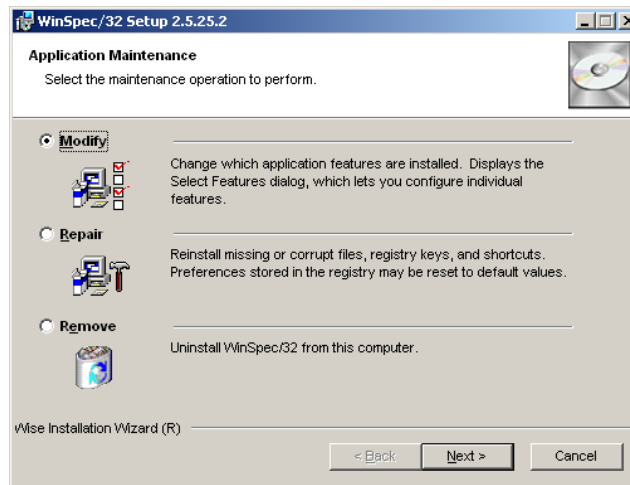 WinSpec/32 Setup 2.5.25.2
Application Maintenance
Select the maintenance operation to perform.
Modify
Change which application features are installed. Displays the
Select Features dialog, which lets you configure individual
features.
Repair
Reinstall missing or corrupt files, registry keys, and shortcuts.
Preferences stored in the registry may be reset to default values.
Remove
Uninstall WinSpec/32 from this computer.
Wise Installation Wizard (R)
< Back
Next >
Cancel